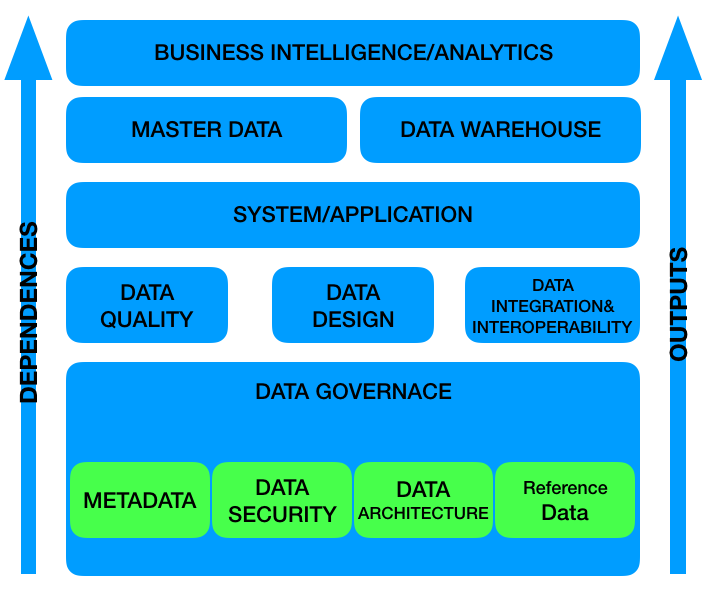 BUSINESS INTELLIGENCE/ANALYTICS
MASTER DATA
DATA WAREHOUSE
SYSTEM/APPLICATION
DATA
QUALITY
DATA
DESIGN
DATA
INTEGRATION&
INTEROPERABILITY
DATA GOVERNACE
METADATA
DATA
SECURITY
DATA
ARCHITECTURE
Reference
Data
DEPENDENCES
OUTPUTS